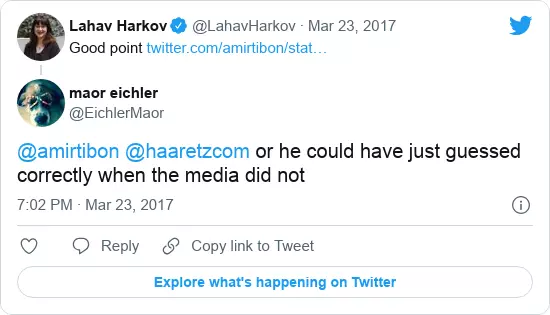 Lahav Harkov @LahavHarkov · Mar 23, 2017
Good point twitter.com/amirtibon/stat…
maor eichler
@EichlerMaor
@amirtibon @haaretzcom or he could have just guessed
correctly when the media did not
7:02 PM · Mar 23, 2017
Reply Copy link to Tweet
Explore what's happening on Twitter